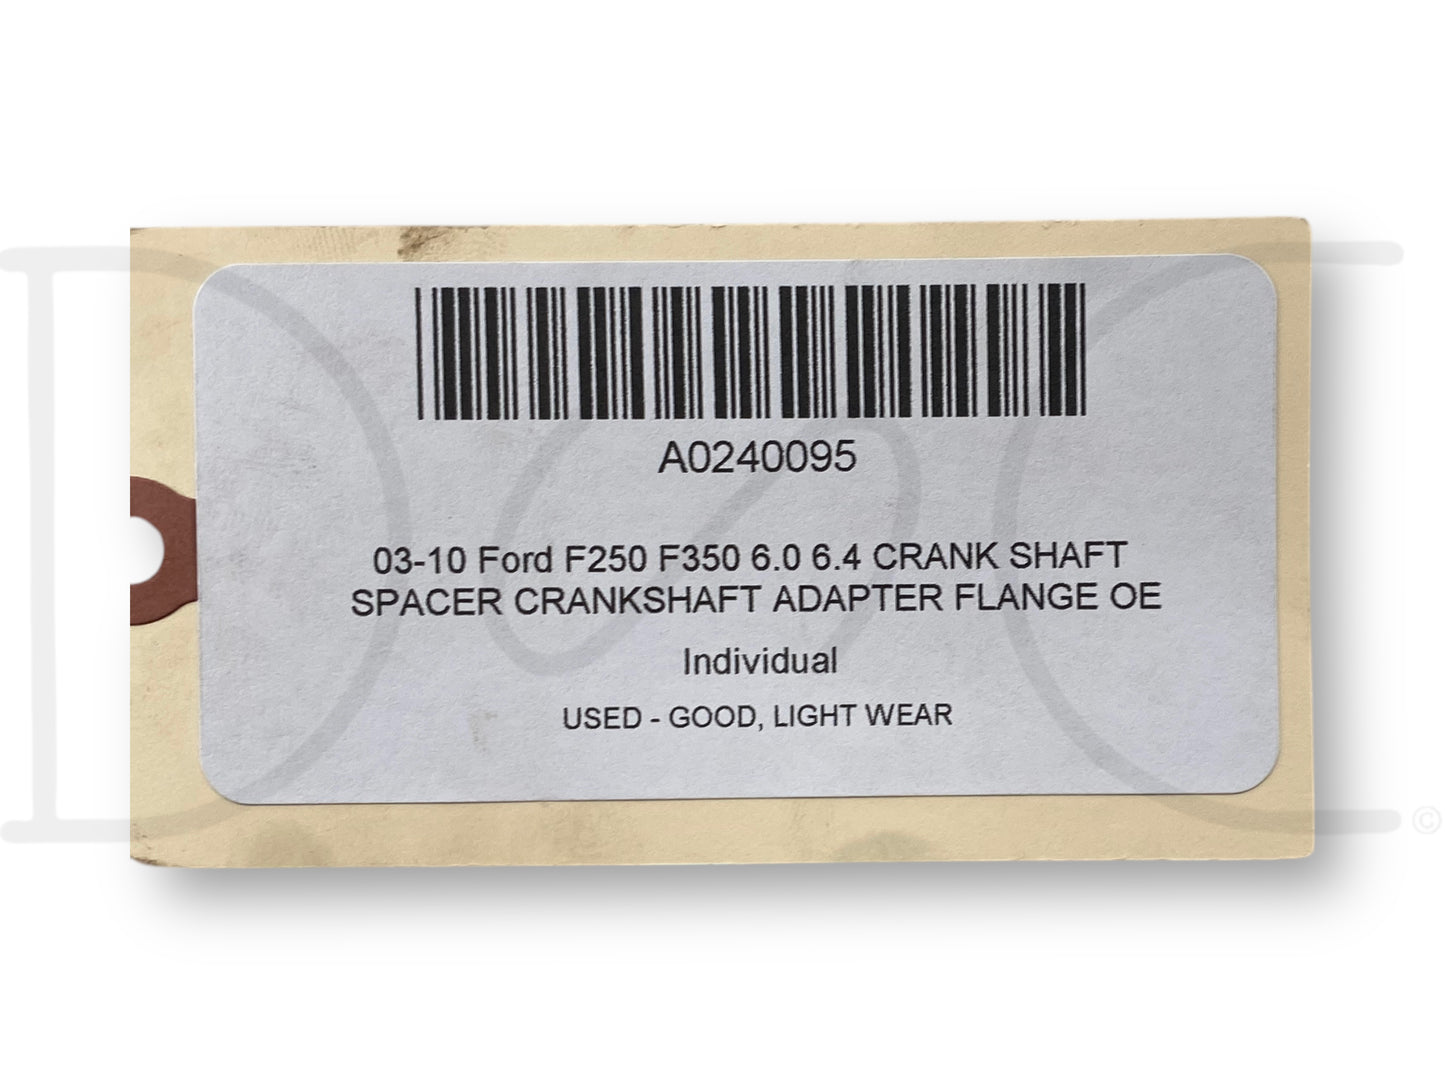 A0240095
03-10 Ford F250 F350 6.0 6.4 CRANK SHAFT
SPACER CRANKSHAFT ADAPTER FLANGE OE
Individual
USED - GOOD, LIGHT WEAR
©